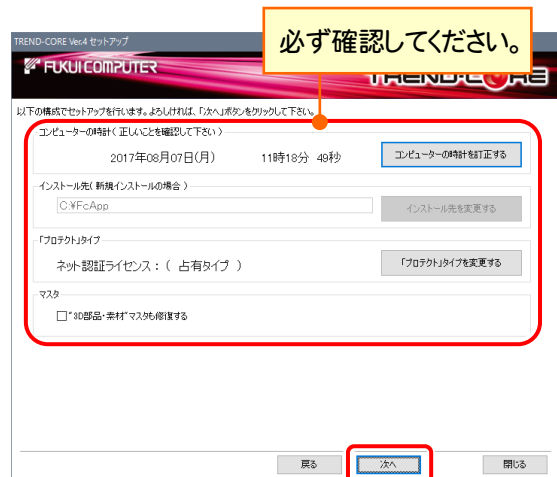 必ず確認してください。
TREND-CORE Ver.4 セットアップ
FUKUI COMPUTER
TREND-CORE
以下の構成でセットアップを行います。よろしければ、「次へ」ボタンをクリックして下さい。
コンピューターの時計( 正しいことを確認して下さい )
2017年08月07日(月) 11時18分 49秒 コンピューターの時計を訂正する
インストール先( 新規インストールの場合 )
C:¥FcApp インストール先を変更する
「プロテクト」タイプ
ネット認証ライセンス：( 占有タイプ ) 「プロテクト」タイプを変更する
マスタ
"3D部品・素材"マスタも修復する
戻る 次へ 閉じる